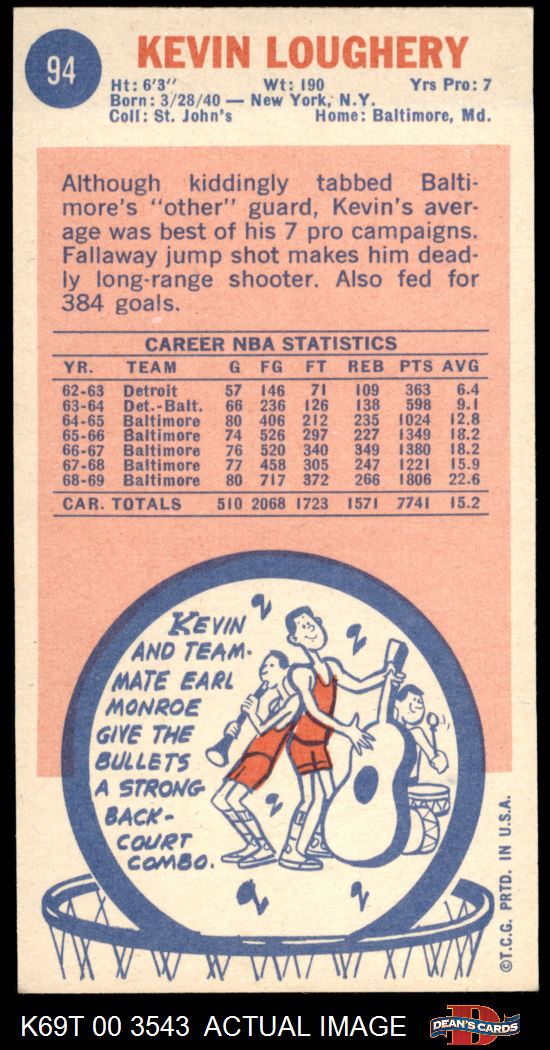 94
KEVIN LOUGHERY
Ht: 6'3" Wt: 190 Yrs Pro: 7
Born: 3/28/40 — New York, N.Y.
Coll: St. John's Home: Baltimore, Md.
Although kiddingly tabbed Balti-
more's "other" guard, Kevin's aver-
age was best of his 7 pro campaigns.
Fallaway jump shot makes him dead-
ly long-range shooter. Also fed for
384 goals.
CAREER NBA STATISTICS
YR. TEAM G FG FT REB PTS AVG
62-63 Detroit 57 146 71 109 363 6.4
63-64 Det.-Balt. 66 236 126 138 598 9.1
64-65 Baltimore 80 406 212 235 1024 12.8
65-66 Baltimore 74 526 297 227 1349 18.2
66-67 Baltimore 76 520 340 349 1380 18.2
67-68 Baltimore 77 458 305 247 1221 15.9
68-69 Baltimore 80 717 372 266 1806 22.6
CAR. TOTALS 510 2068 1723 1571 7741 15.2
KEVIN
AND TEAM-
MATE EARL
MONROE
GIVE THE
BULLETS
A STRONG
BACK-
COURT
COMBO.
©T.C.G. PRTD. IN U.S.A.
K69T 00 3543 ACTUAL IMAGE
D
DEAN'S CARDS